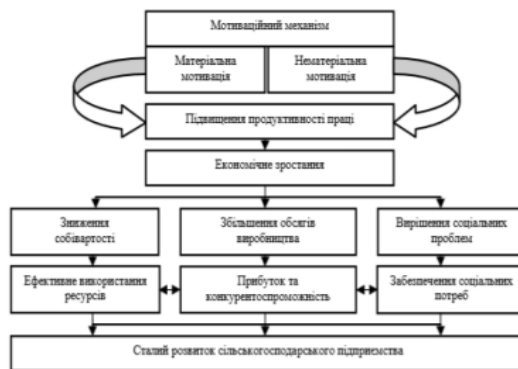 Мотиваційний механізм
Матеріальна
мотивація
Нематеріальна
мотивація
Підвищення продуктивності праці
Економічне зростання
Зниження
собівартості
Збільшення обсягів
виробництва
Вирішення соціальних
проблем
Ефективне використання
ресурсів
Прибуток та
конкурентоспроможність
Забезпечення соціальних
потреб
Сталий розвиток сільськогосподарського підприємства